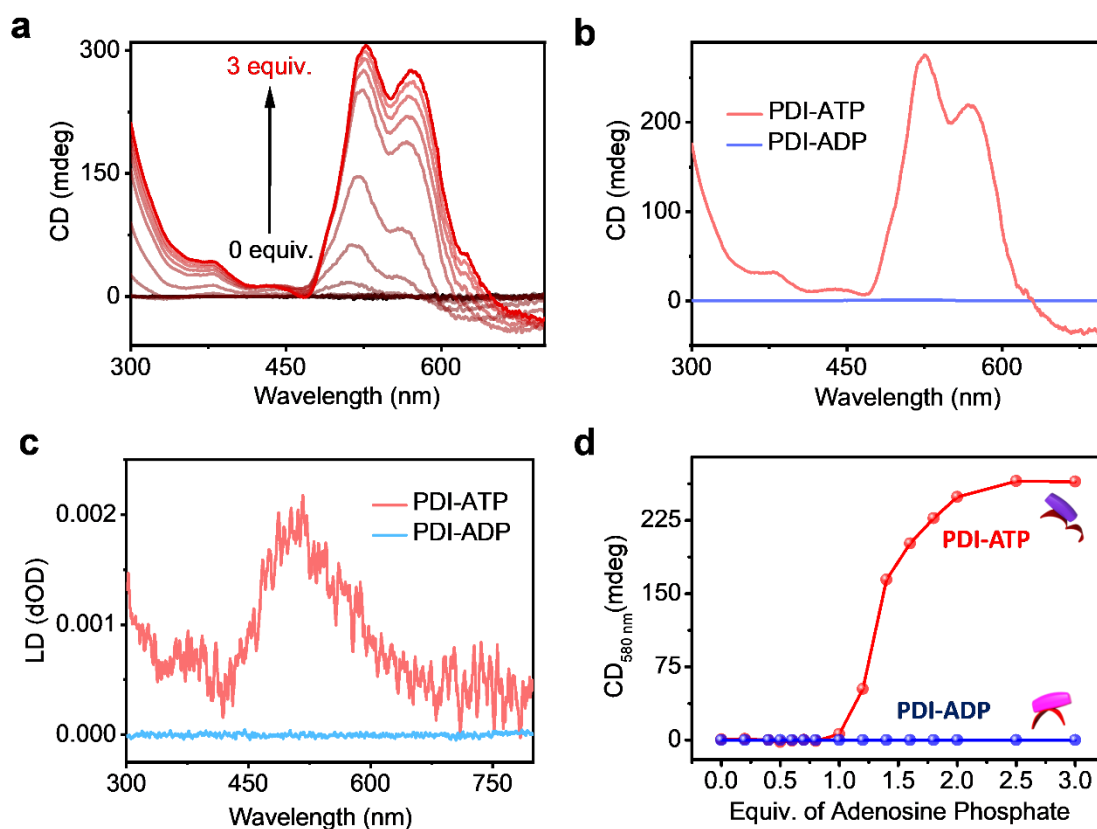 a
300
150
0
CD (mdeg)
3 equiv.
0 equiv.
300 450 600
Wavelength (nm)
b
200
100
0
CD (mdeg)
PDI-ATP
PDI-ADP
300 450 600
Wavelength (nm)
c
0.002
0.001
0.000
LD (dOD)
PDI-ATP
PDI-ADP
300 450 600 750
Wavelength (nm)
d
225
150
75
0
CD580 nm (mdeg)
PDI-ATP
PDI-ADP
0.0 0.5 1.0 1.5 2.0 2.5 3.0
Equiv. of Adenosine Phosphate